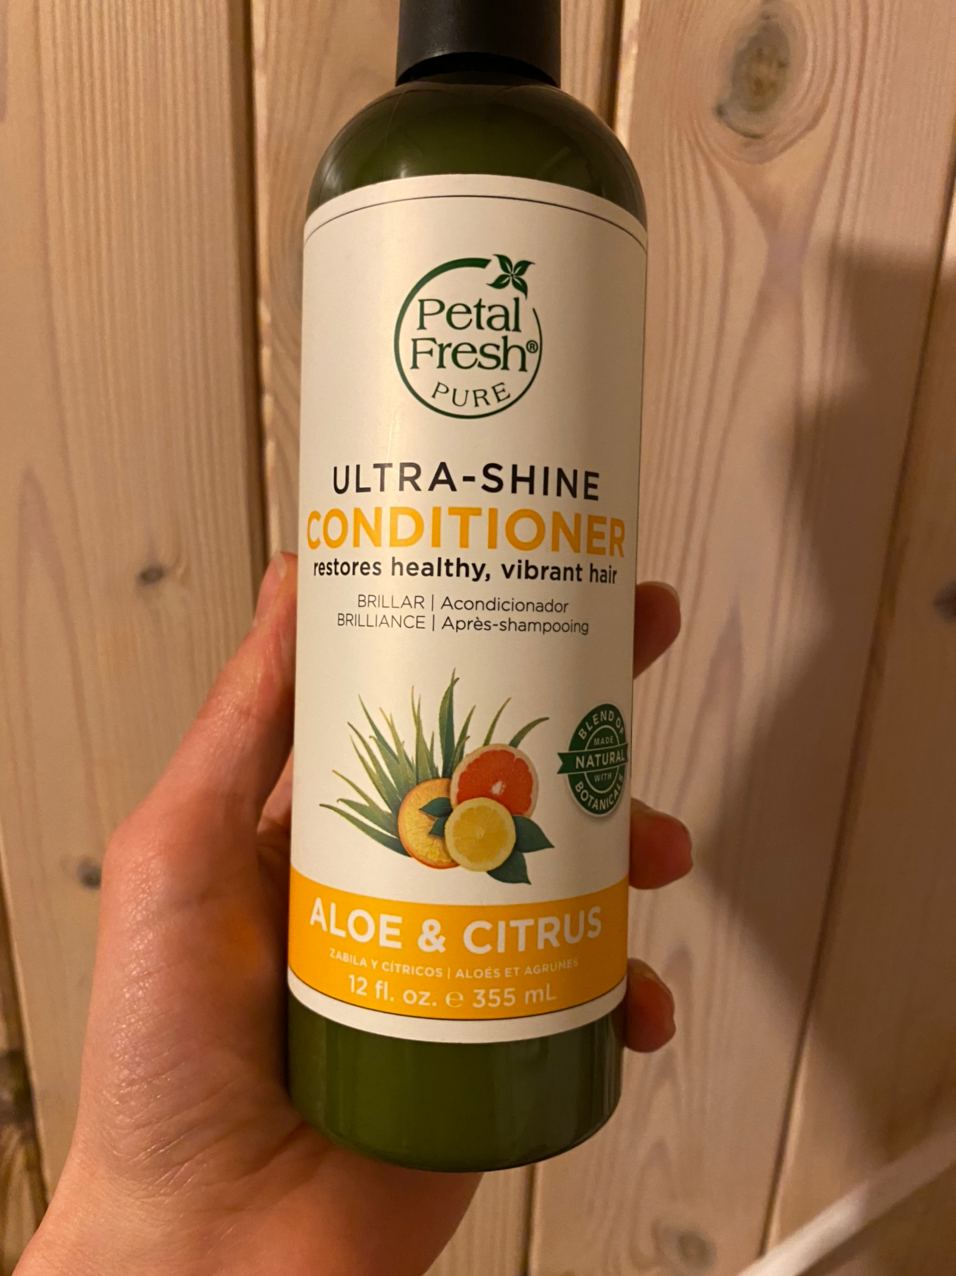 Petal
Fresh®
PURE
ULTRA-SHINE
CONDITIONER
restores healthy, vibrant hair
BRILLAR | Acondicionador
BRILLIANCE | Après-shampooing
BLEND OF
MADE
NATURAL
WITH
BOTANICALS
ALOE & CITRUS
ZABILA Y CÍTRICOS | ALOÉS ET AGRUMES
12 fl. oz. ℮ 355 mL